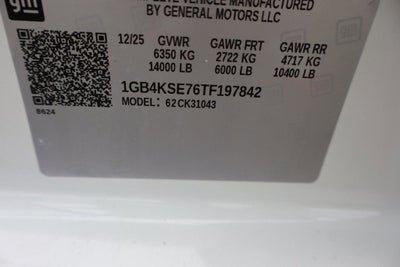 gm
COMPLETE VEHICLE MANUFACTURED
BY GENERAL MOTORS LLC
12/25 GVWR GAWR FRT GAWR RR
6350 KG 2722 KG 4717 KG
14000 LB 6000 LB 10400 LB
1GB4KSE76TF197842
MODEL: 62CK31043
8624